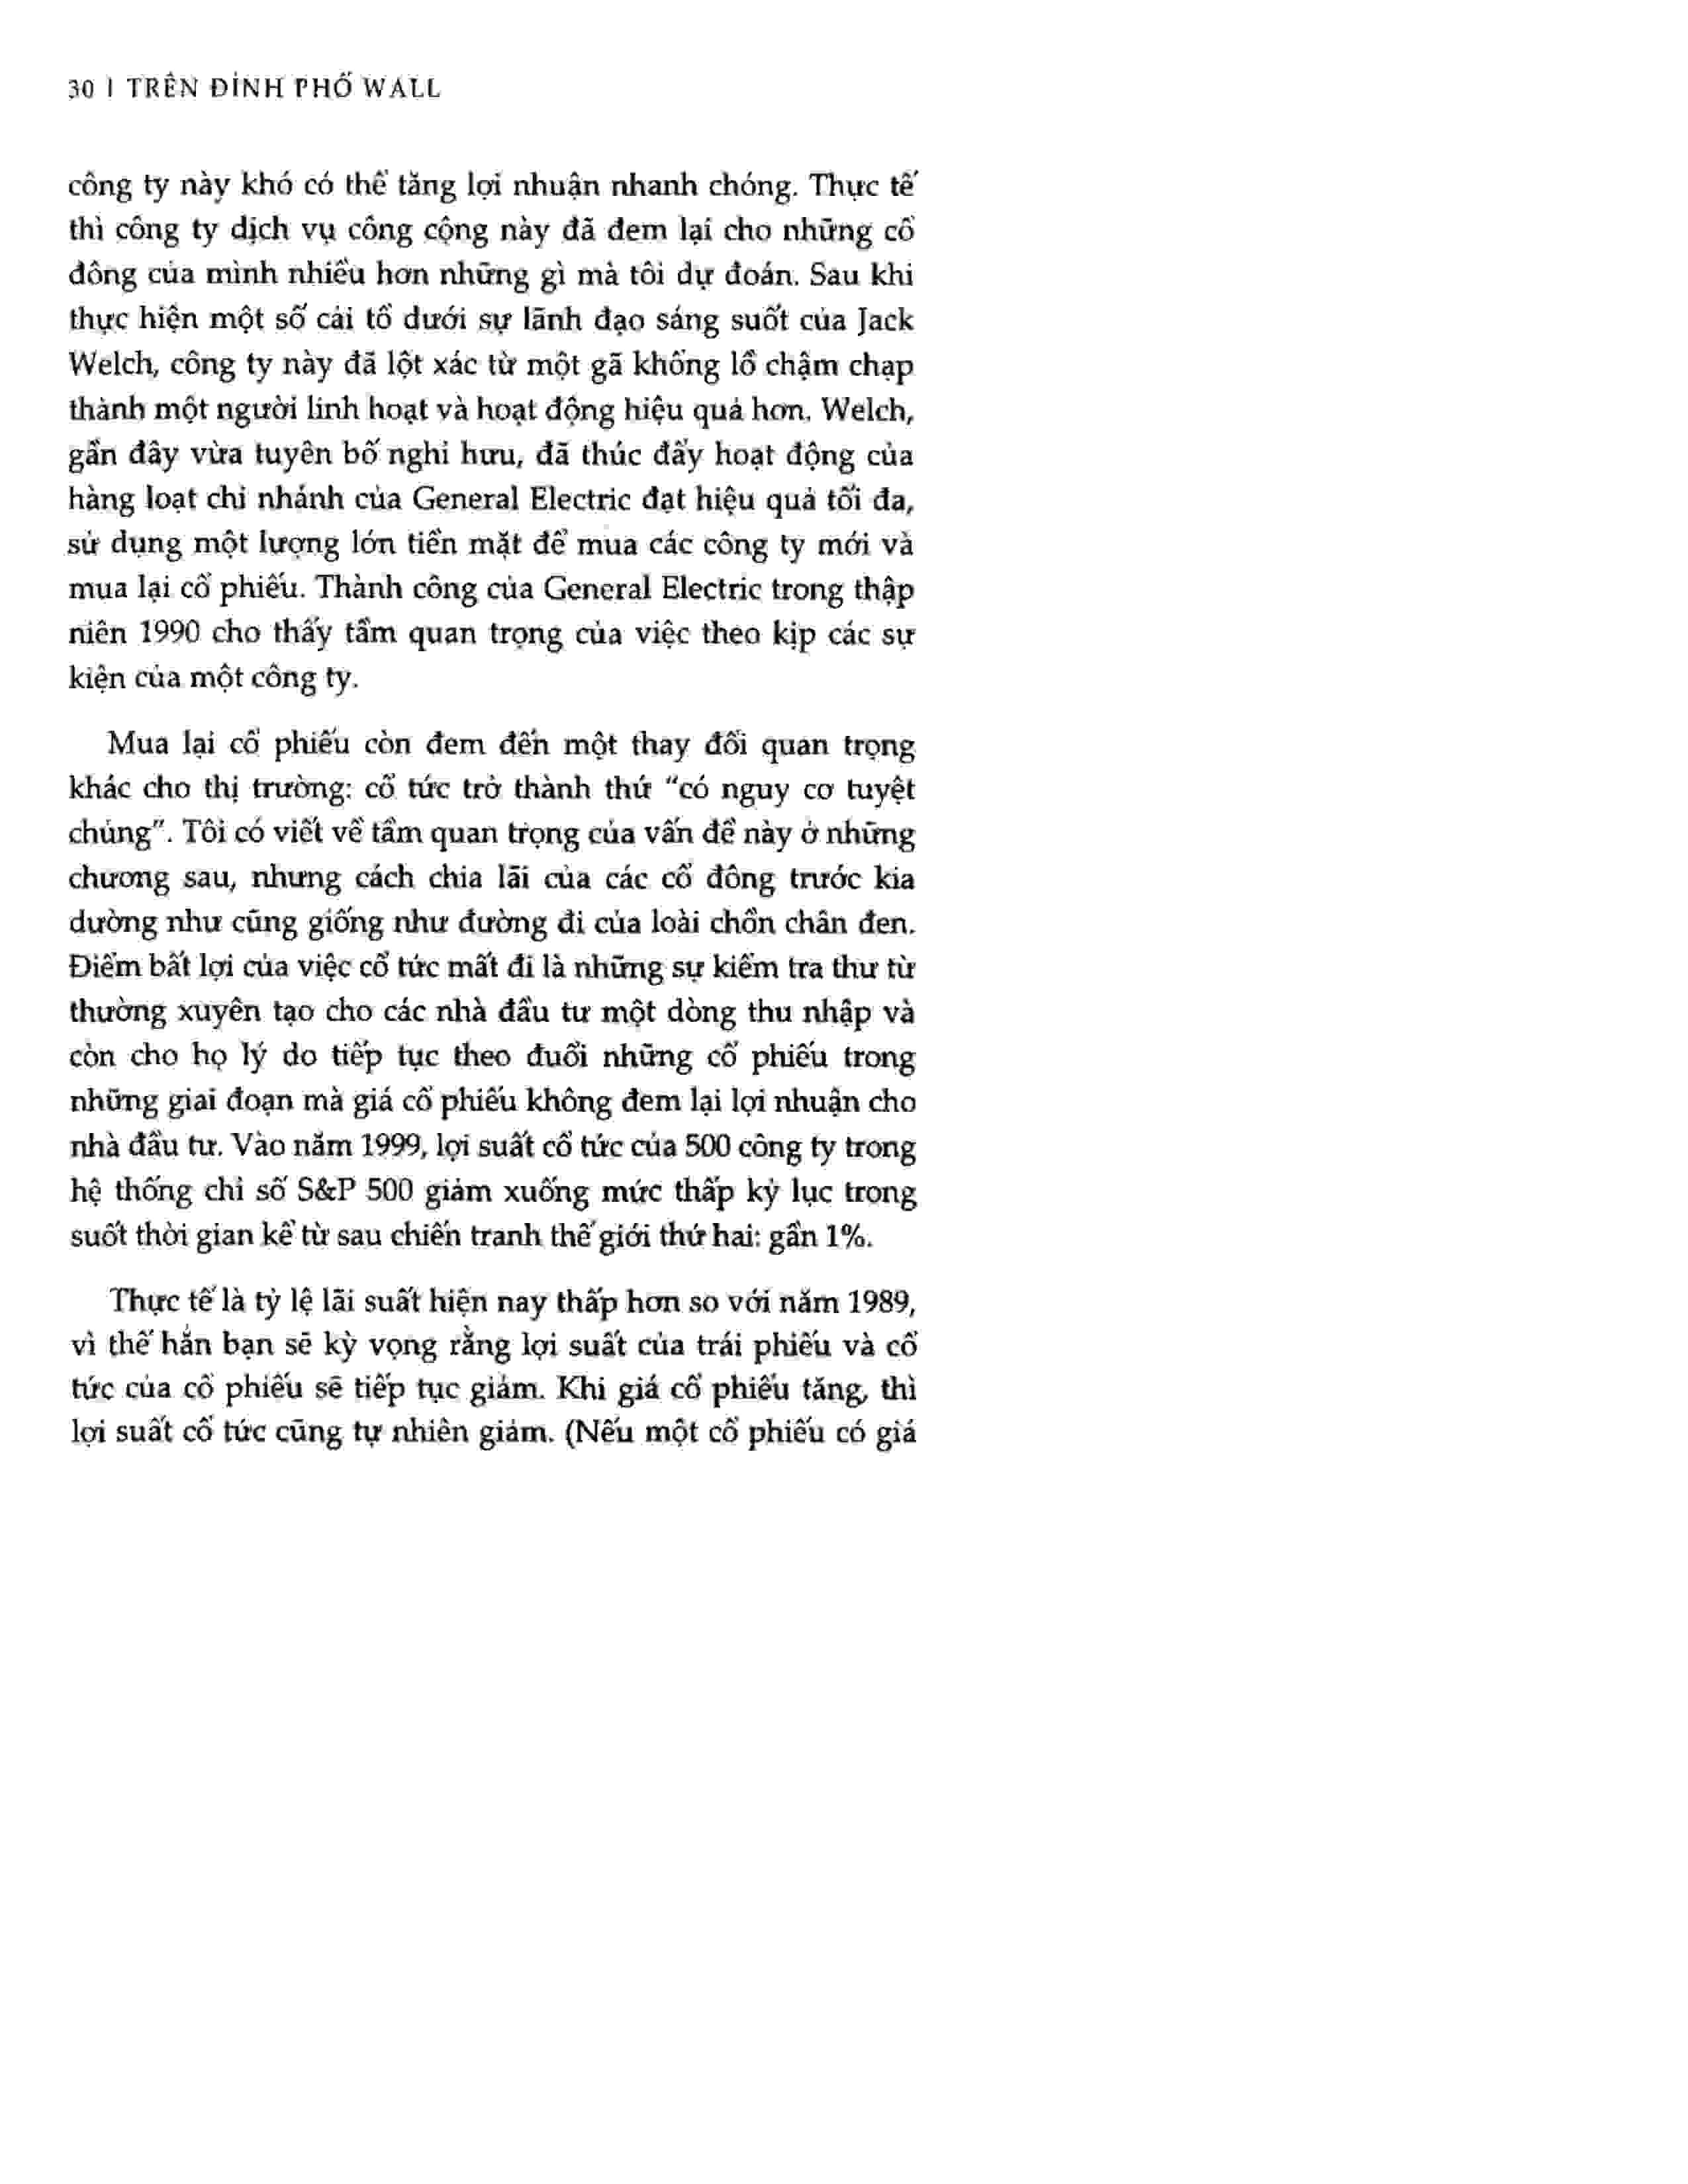 30 | TRÊN ĐỈNH PHỐ WALL
công ty này khó có thể tăng lợi nhuận nhanh chóng. Thực tế
thì công ty dịch vụ công cộng này đã đem lại cho những cổ
đông của mình nhiều hơn những gì mà tôi dự đoán. Sau khi
thực hiện một số cải tổ dưới sự lãnh đạo sáng suốt của Jack
Welch, công ty này đã lột xác từ một gã khổng lồ chậm chạp
thành một người linh hoạt và hoạt động hiệu quả hơn. Welch,
gần đây vừa tuyên bố nghỉ hưu, đã thúc đẩy hoạt động của
hàng loạt chi nhánh của General Electric đạt hiệu quả tối đa,
sử dụng một lượng lớn tiền mặt để mua các công ty mới và
mua lại cổ phiếu. Thành công của General Electric trong thập
niên 1990 cho thấy tầm quan trọng của việc theo kịp các sự
kiện của một công ty.
Mua lại cổ phiếu còn đem đến một thay đổi quan trọng
khác cho thị trường: cổ tức trở thành thứ “có nguy cơ tuyệt
chủng”. Tôi có viết về tầm quan trọng của vấn đề này ở những
chương sau, nhưng cách chia lãi của các cổ đông trước kia
dường như cũng giống như đường đi của loài chồn chân đen.
Điểm bất lợi của việc cổ tức mất đi là những sự kiểm tra thư từ
thường xuyên tạo cho các nhà đầu tư một dòng thu nhập và
còn cho họ lý do tiếp tục theo đuổi những cổ phiếu trong
những giai đoạn mà giá cổ phiếu không đem lại lợi nhuận cho
nhà đầu tư. Vào năm 1999, lợi suất cổ tức của 500 công ty trong
hệ thống chỉ số S&P 500 giảm xuống mức thấp kỷ lục trong
suốt thời gian kể từ sau chiến tranh thế giới thứ hai: gần 1%.
Thực tế là tỷ lệ lãi suất hiện nay thấp hơn so với năm 1989,
vì thế hẳn bạn sẽ kỳ vọng rằng lợi suất của trái phiếu và cổ
tức của cổ phiếu sẽ tiếp tục giảm. Khi giá cổ phiếu tăng, thì
lợi suất cổ tức cũng tự nhiên giảm. (Nếu một cổ phiếu có giá